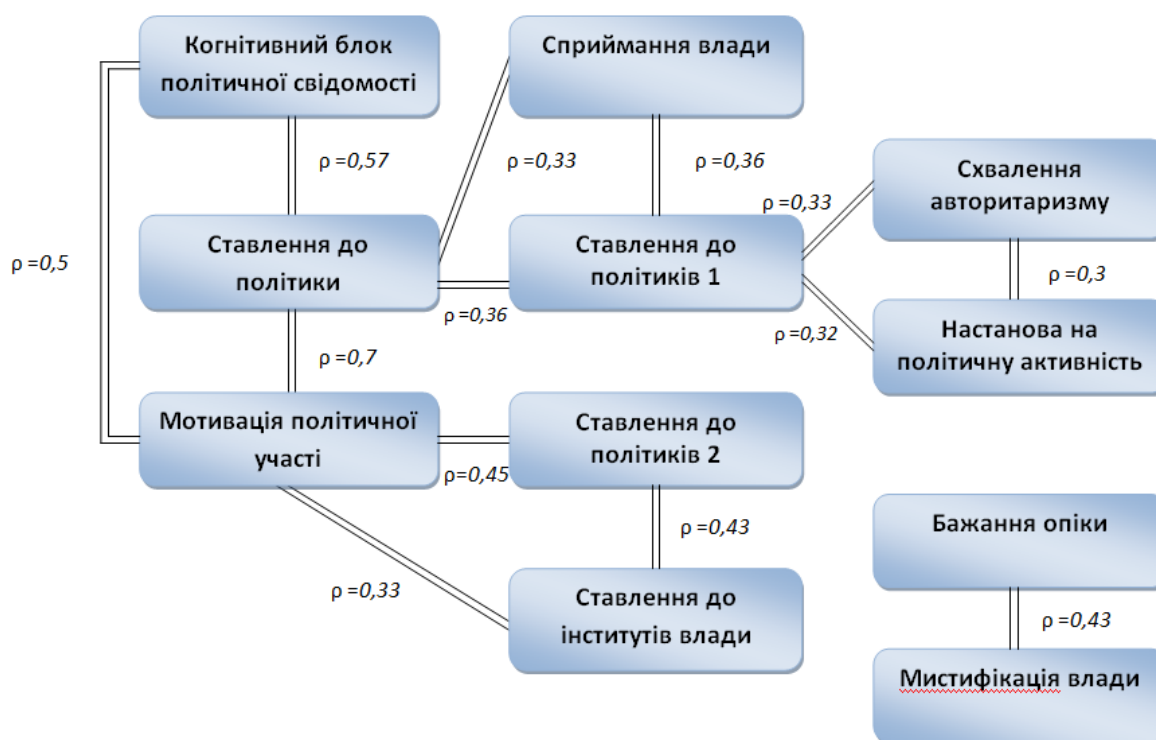 Когнітивний блок
політичної свідомості
Сприймання влади
ρ =0,57
ρ =0,33
ρ =0,36
Схвалення
авторитаризму
ρ =0,33
Ставлення до
політики
Ставлення до
політиків 1
ρ =0,5
ρ =0,3
ρ =0,36
ρ =0,32
Настанова на
політичну активність
ρ =0,7
Мотивація політичної
участі
Ставлення до
політиків 2
ρ =0,45
ρ =0,43
Бажання опіки
ρ =0,33
Ставлення до
інститутів влади
ρ =0,43
Мистифікація влади